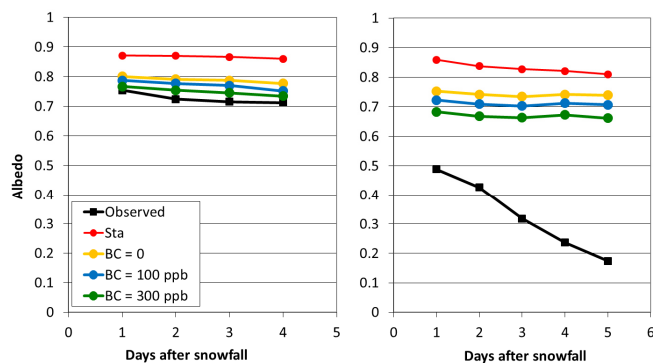 Albedo
1
0.9
0.8
0.7
0.6
0.5
0.4
0.3
0.2
0.1
0
Observed
Sta
BC = 0
BC = 100 ppb
BC = 300 ppb
0 1 2 3 4 5
Days after snowfall
1
0.9
0.8
0.7
0.6
0.5
0.4
0.3
0.2
0.1
0
0 1 2 3 4 5 6
Days after snowfall